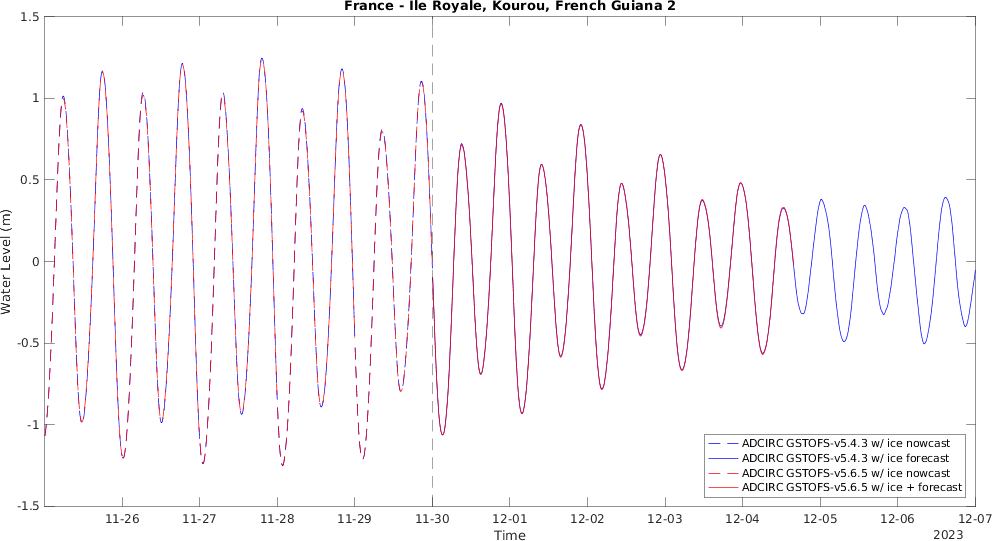 France - Ile Royale, Kourou, French Guiana 2
1.5
1
0.5
0
-0.5
-1
-1.5
Water Level (m)
11-26
11-27
11-28
11-29
11-30
12-01
12-02
12-03
12-04
12-05
12-06
12-07
Time
2023
ADCIRC GSTOFS-v5.4.3 w/ ice nowcast
ADCIRC GSTOFS-v5.4.3 w/ ice forecast
ADCIRC GSTOFS-v5.6.5 w/ ice nowcast
ADCIRC GSTOFS-v5.6.5 w/ ice + forecast